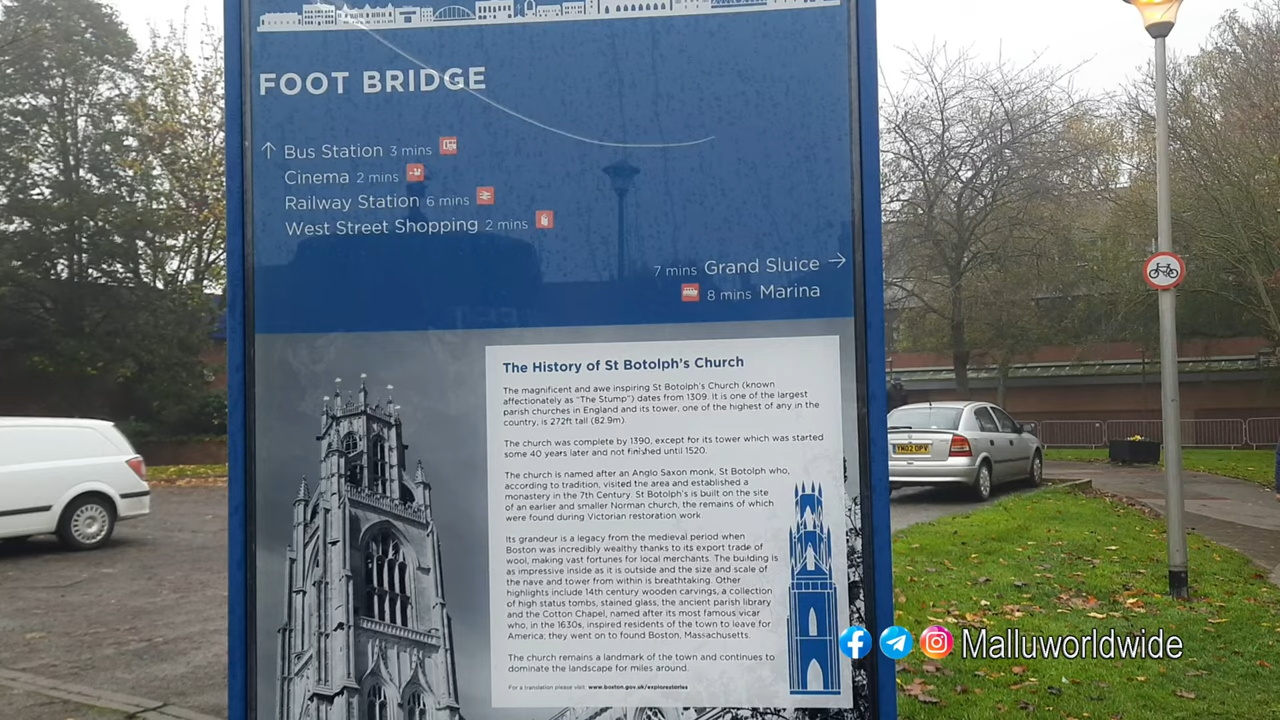 FOOT BRIDGE
↑ Bus Station 3 mins
Cinema 2 mins
Railway Station 6 mins
West Street Shopping 2 mins
7 mins Grand Sluice →
8 mins Marina
The History of St Botolph's Church
The magnificent and awe inspiring St Botolph's Church (known
affectionately as "The Stump") dates from 1309. It is one of the largest
parish churches in England and its tower, one of the highest of any in the
country, is 272ft tall (82.9m).
The church was complete by 1390, except for its tower which was started
some 40 years later and not finished until 1520.
The church is named after an Anglo Saxon monk, St Botolph who,
according to tradition, visited the area and established a
monastery in the 7th Century. St Botolph's is built on the site
of an earlier and smaller Norman church, the remains of which
were found during Victorian restoration work.
Its grandeur is a legacy from the medieval period when
Boston was incredibly wealthy thanks to its export trade of
wool, making vast fortunes for local merchants. The building is
as impressive inside as it is outside and the size and scale of
the nave and tower from within is breathtaking. Other
highlights include 14th century wooden carvings, a collection
of high status tombs, stained glass, the ancient parish library
and the Cotton Chapel, named after its most famous vicar
who, in the 1630s, inspired residents of the town to leave for
America; they went on to found Boston, Massachusetts.
The church remains a landmark of the town and continues to
dominate the landscape for miles around.
For a translation please visit www.boston.gov.uk/explorestories
YN02 OPV
Malluworldwide